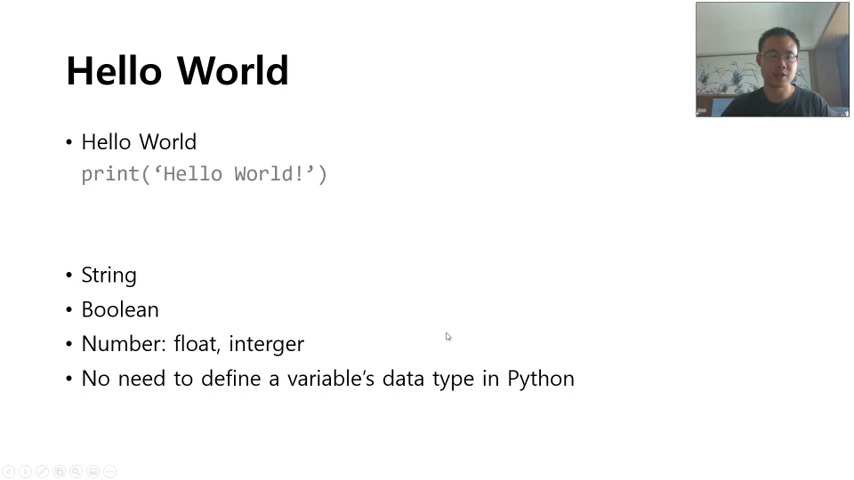 Hello World
• Hello World
print(‘Hello World!’)
• String
• Boolean
• Number: float, interger
• No need to define a variable’s data type in Python